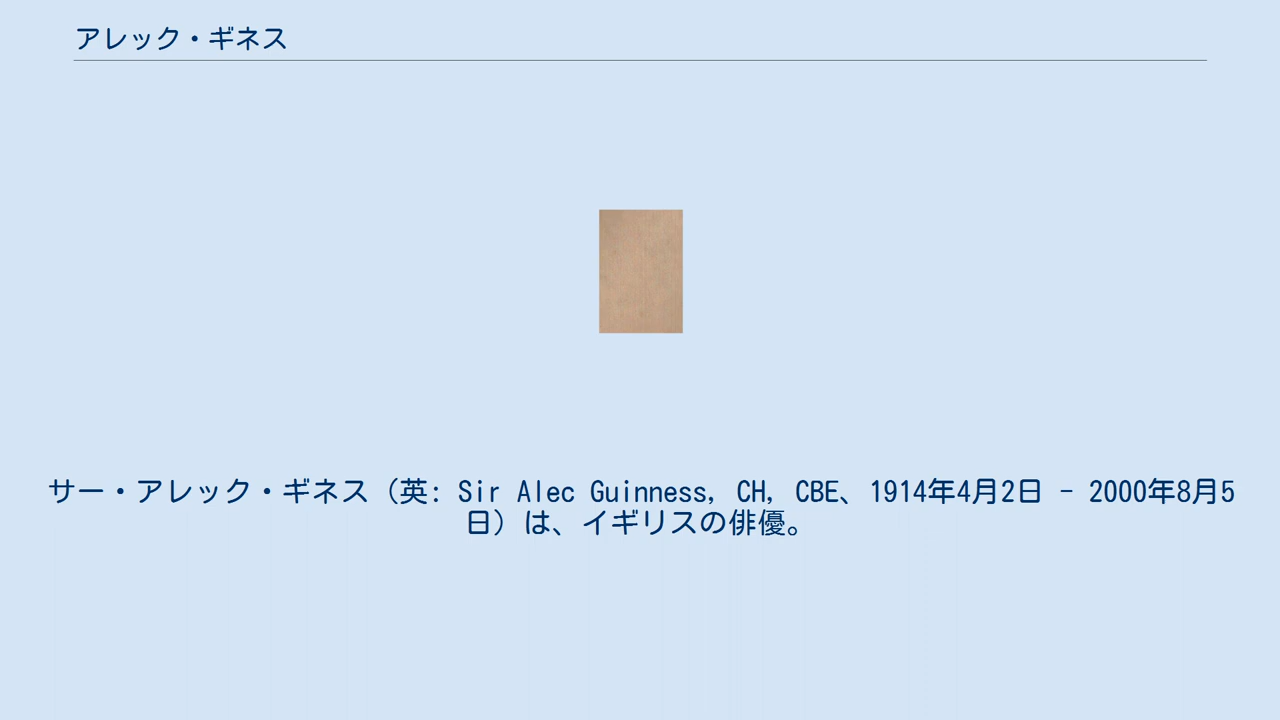 アレック・ギネス
サー・アレック・ギネス（英: Sir Alec Guinness, CH, CBE、1914年4月2日 - 2000年8月5
日）は、イギリスの俳優。